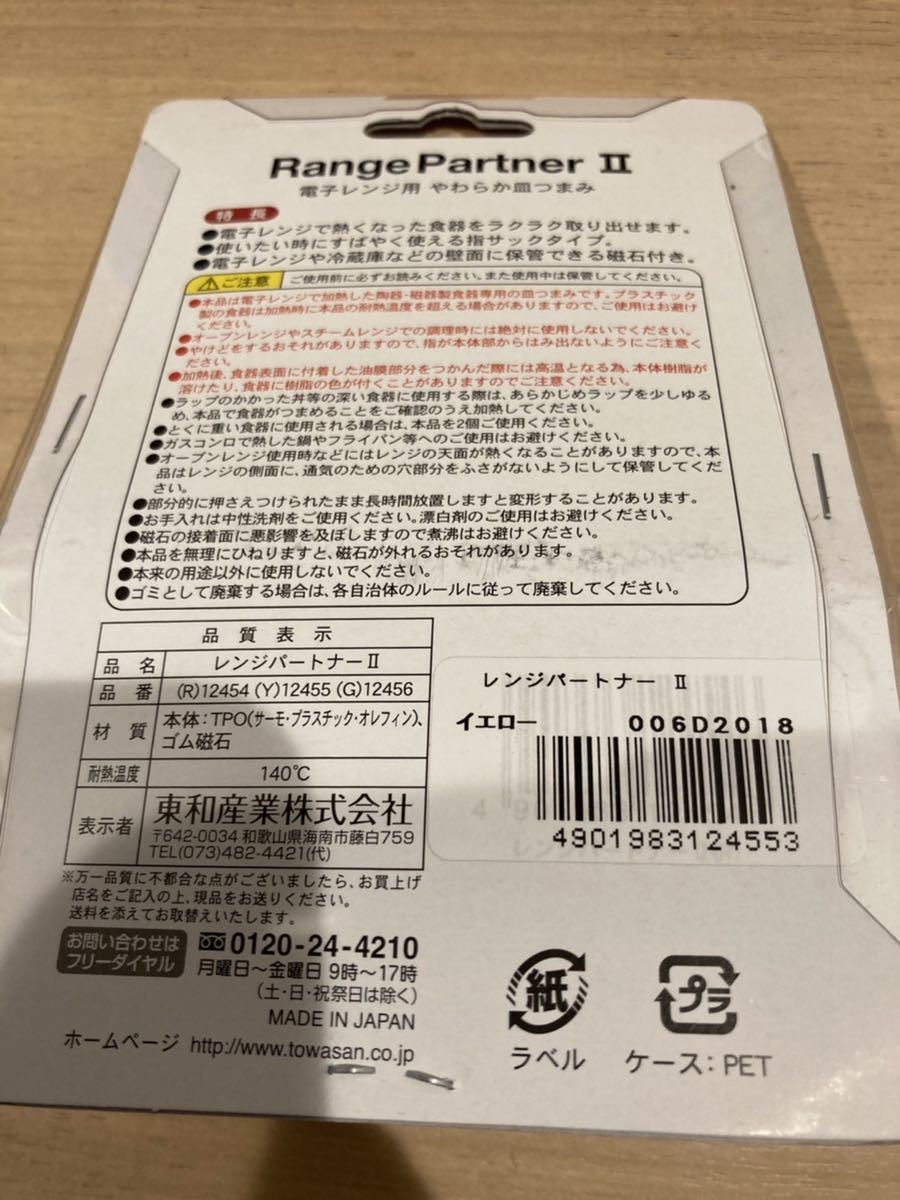 RangePartner Ⅱ
電子レンジ用 やわらか皿つまみ
特長
●電子レンジで熱くなった食器をラクラク取り出せます。
●使いたい時にすばやく使える指サックタイプ。
●電子レンジや冷蔵庫などの壁面に保管できる磁石付き。
ご注意 ご使用前に必ずお読みください。また使用中は保管してください。
●本品は電子レンジで加熱した陶器・磁器製食器専用の皿つまみです。プラスチック
製の食器は加熱時に本品の耐熱温度を超える場合がありますので、ご使用はお避け
ください。
●オーブンレンジやスチームレンジでの調理時には絶対に使用しないでください。
●やけどをするおそれがありますので、指が本体部からはみ出ないようにご注意く
ださい。
●加熱後、食器表面に付着した油膜部分をつかんだ際には高温となる為、本体樹脂が
溶けたり、食器に樹脂の色が付くことがありますのでご注意ください。
●ラップのかかった丼等の深い食器に使用する際は、あらかじめラップを少しゆる
め、本品で食器がつまめることをご確認のうえ加熱してください。
●とくに重い食器に使用される場合は、本品を2個ご使用ください。
●ガスコンロで熱した鍋やフライパン等へのご使用はお避けください。
●オーブンレンジ使用時などにはレンジの天面が熱くなることがありますので、本
品はレンジの側面に、通気のための穴部分をふさがないようにして保管してくだ
さい。
●部分的に押さえつけられたまま長時間放置しますと変形することがあります。
●お手入れは中性洗剤をご使用ください。漂白剤のご使用はお避けください。
●磁石の接着面に悪影響を及ぼしますので煮沸はお避けください。
●本品を無理にひねりますと、磁石が外れるおそれがあります。
●本来の用途以外に使用しないでください。
●ゴミとして廃棄する場合は、各自治体のルールに従って廃棄してください。
品質表示
品名 レンジパートナーⅡ
品番 (R)12454 (Y)12455 (G)12456
材質 本体:TPO(サーモ・プラスチック・オレフィン)、
ゴム磁石
耐熱温度 140℃
表示者 東和産業株式会社
〒642-0034 和歌山県海南市藤白759
TEL(073)482-4421(代)
※万一品質に不都合な点がございましたら、お買上げ
店名をご記入の上、現品をお送りください。
送料を添えてお取替えいたします。
お問い合わせは
フリーダイヤル
0120-24-4210
月曜日～金曜日 9時～17時
(土・日・祝祭日は除く)
MADE IN JAPAN
ホームページ http://www.towasan.co.jp
レンジパートナー Ⅱ
イエロー 006D2018
4901983124553
紙
ラベル
プラ
ケース:PET